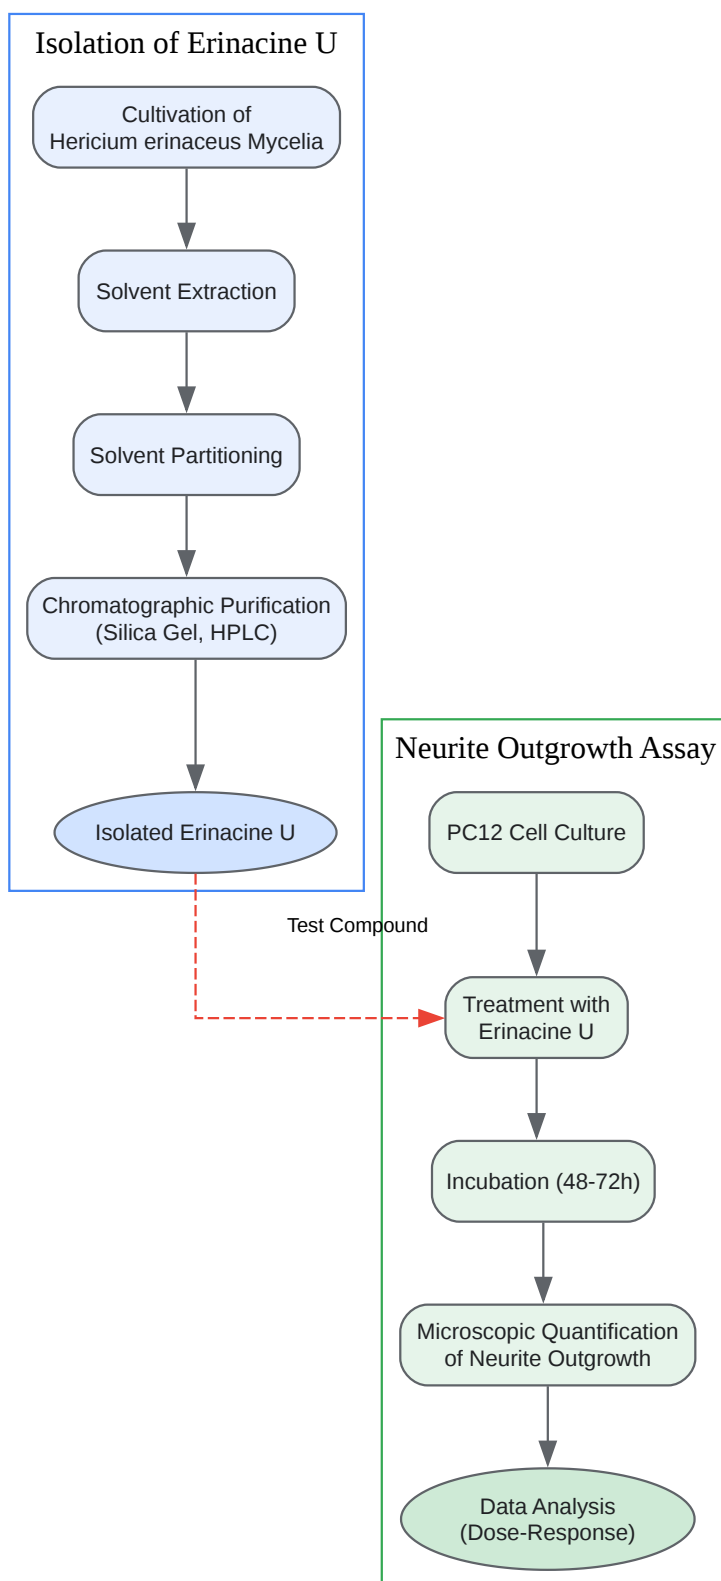 Isolation of Erinacine U
Cultivation of
Hericium erinaceus Mycelia
Solvent Extraction
Solvent Partitioning
Chromatographic Purification
(Silica Gel, HPLC)
Isolated Erinacine U
Test Compound
Neurite Outgrowth Assay
PC12 Cell Culture
Treatment with
Erinacine U
Incubation (48-72h)
Microscopic Quantification
of Neurite Outgrowth
Data Analysis
(Dose-Response)